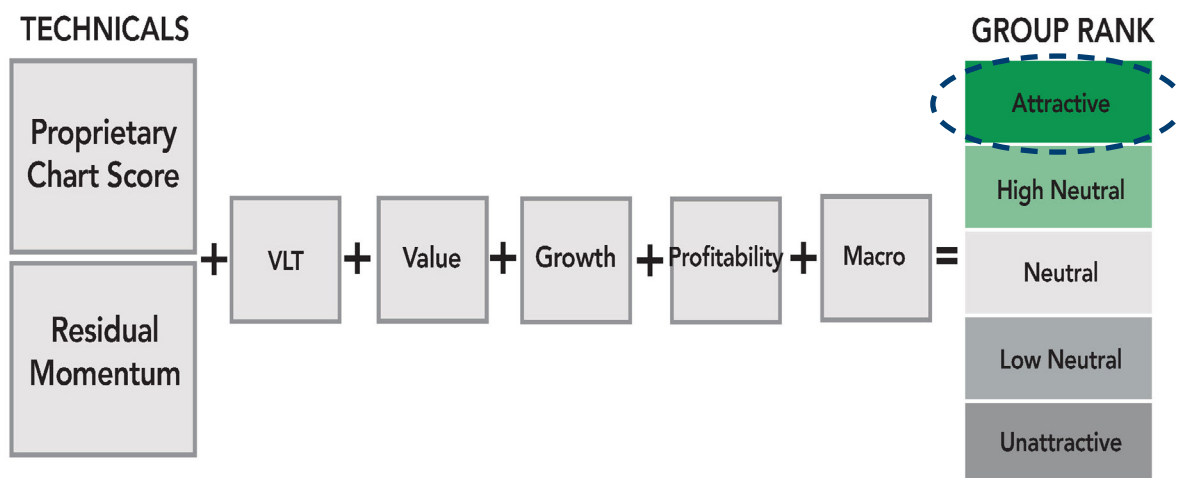 TECHNICALS
Proprietary
Chart Score
Residual
Momentum
+ VLT + Value + Growth + Profitability + Macro =
GROUP RANK
Attractive
High Neutral
Neutral
Low Neutral
Unattractive